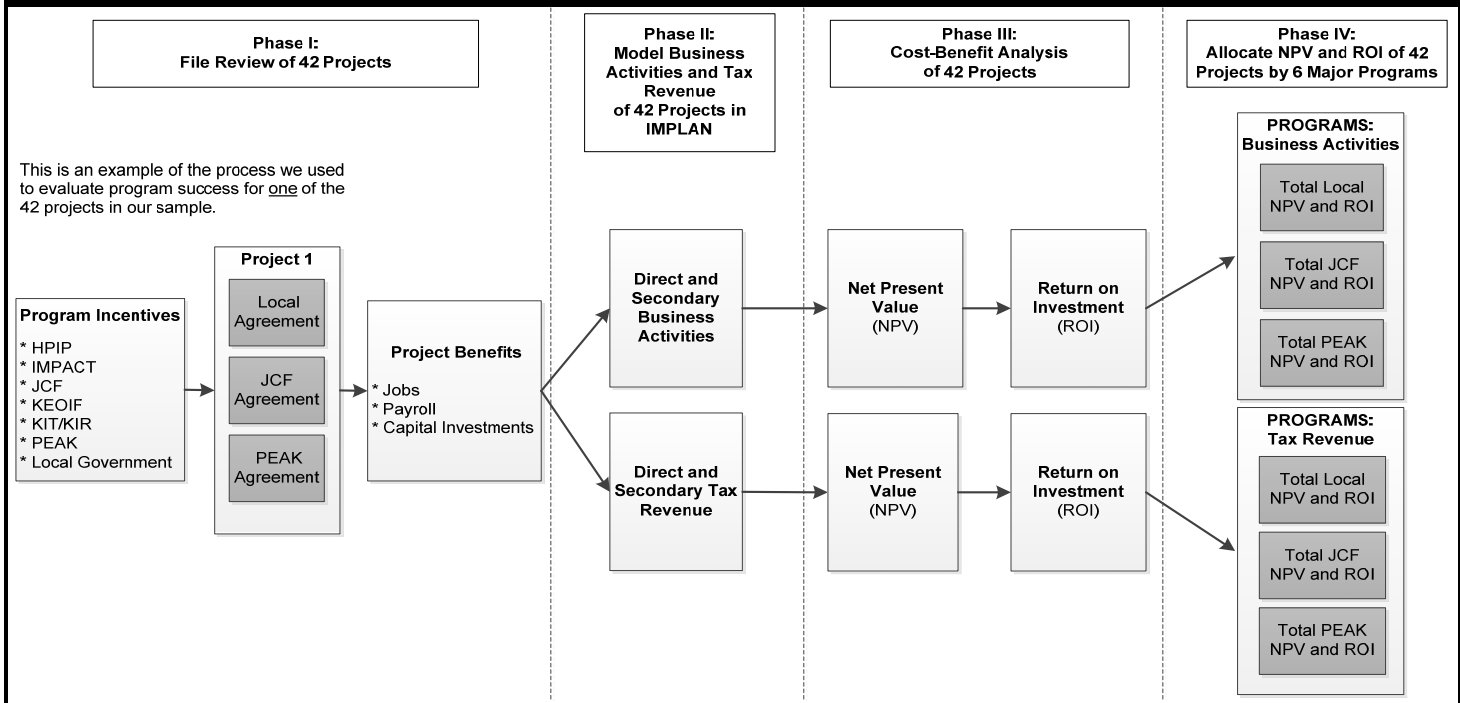 Phase I:
File Review of 42 Projects
Phase II:
Model Business
Activities and Tax
Revenue
of 42 Projects in
IMPLAN
Phase III:
Cost-Benefit Analysis
of 42 Projects
Phase IV:
Allocate NPV and ROI of 42
Projects by 6 Major Programs
This is an example of the process we used
to evaluate program success for one of the
42 projects in our sample.
Program Incentives
* HPIP
* IMPACT
* JCF
* KEOIF
* KIT/KIR
* PEAK
* Local Government
Project 1
Local
Agreement
JCF
Agreement
PEAK
Agreement
Project Benefits
* Jobs
* Payroll
* Capital Investments
Direct and
Secondary
Business
Activities
Net Present
Value
(NPV)
Return on
Investment
(ROI)
Direct and
Secondary Tax
Revenue
Net Present
Value
(NPV)
Return on
Investment
(ROI)
PROGRAMS:
Business Activities
Total Local
NPV and ROI
Total JCF
NPV and ROI
Total PEAK
NPV and ROI
PROGRAMS:
Tax Revenue
Total Local
NPV and ROI
Total JCF
NPV and ROI
Total PEAK
NPV and ROI